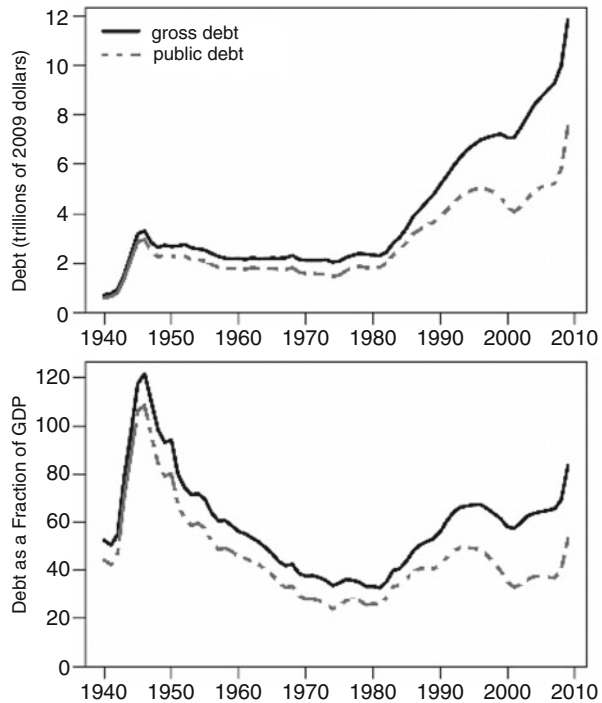 12
10
8
6
4
2
0
gross debt
public debt
Debt (trillions of 2009 dollars)
1940 1950 1960 1970 1980 1990 2000 2010
120
100
80
60
40
20
0
Debt as a Fraction of GDP
1940 1950 1960 1970 1980 1990 2000 2010